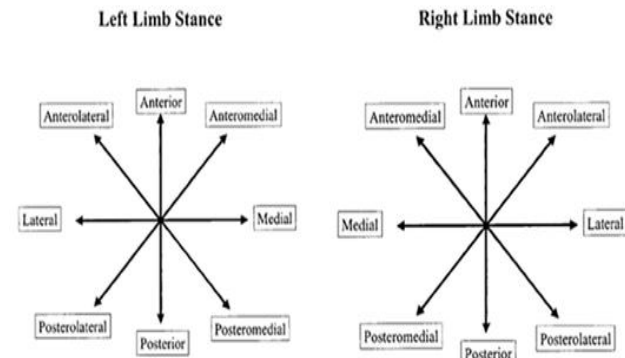 Left Limb Stance
Anterior
Anterolateral
Anteromedial
Lateral
Medial
Posterolateral
Posteromedial
Posterior
Right Limb Stance
Anterior
Anteromedial
Anterolateral
Medial
Lateral
Posteromedial
Posterolateral
Posterior